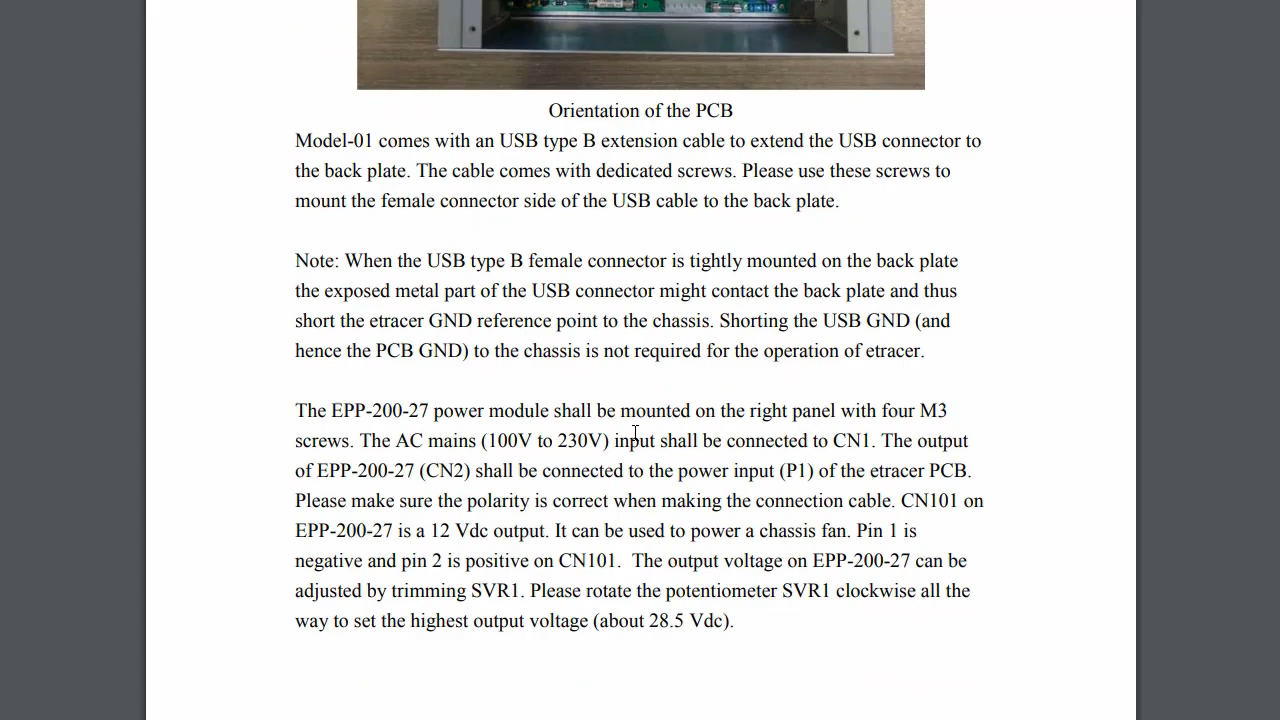 Orientation of the PCB
Model-01 comes with an USB type B extension cable to extend the USB connector to
the back plate. The cable comes with dedicated screws. Please use these screws to
mount the female connector side of the USB cable to the back plate.
Note: When the USB type B female connector is tightly mounted on the back plate
the exposed metal part of the USB connector might contact the back plate and thus
short the etracer GND reference point to the chassis. Shorting the USB GND (and
hence the PCB GND) to the chassis is not required for the operation of etracer.
The EPP-200-27 power module shall be mounted on the right panel with four M3
screws. The AC mains (100V to 230V) input shall be connected to CN1. The output
of EPP-200-27 (CN2) shall be connected to the power input (P1) of the etracer PCB.
Please make sure the polarity is correct when making the connection cable. CN101 on
EPP-200-27 is a 12 Vdc output. It can be used to power a chassis fan. Pin 1 is
negative and pin 2 is positive on CN101.  The output voltage on EPP-200-27 can be
adjusted by trimming SVR1. Please rotate the potentiometer SVR1 clockwise all the
way to set the highest output voltage (about 28.5 Vdc).